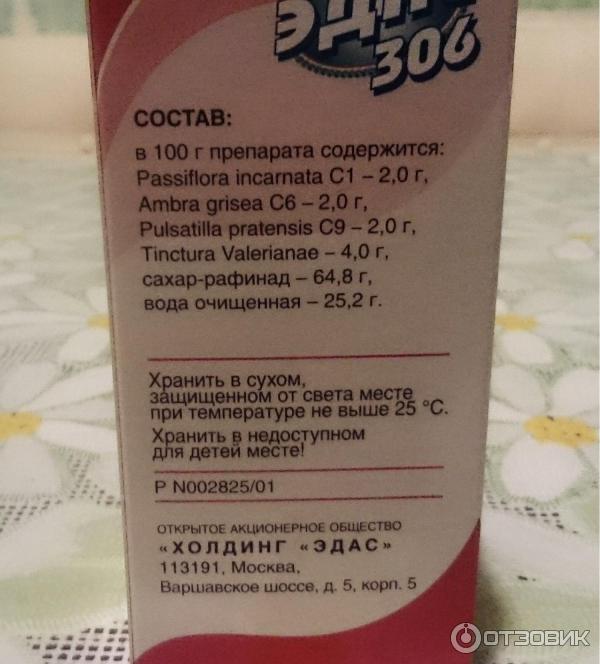 306
СОСТАВ:
в 100 г препарата содержится:
Passiflora incarnata C1 – 2,0 г,
Ambra grisea C6 – 2,0 г,
Pulsatilla pratensis C9 – 2,0 г,
Tinctura Valerianae – 4,0 г,
сахар-рафинад – 64,8 г,
вода очищенная – 25,2 г.
Хранить в сухом,
защищенном от света месте
при температуре не выше 25 °C.
Хранить в недоступном
для детей месте!
Р N002825/01
ОТКРЫТОЕ АКЦИОНЕРНОЕ ОБЩЕСТВО
«ХОЛДИНГ «ЭДАС»
113191, Москва,
Варшавское шоссе, д. 5, корп. 5
ОТЗОВИК